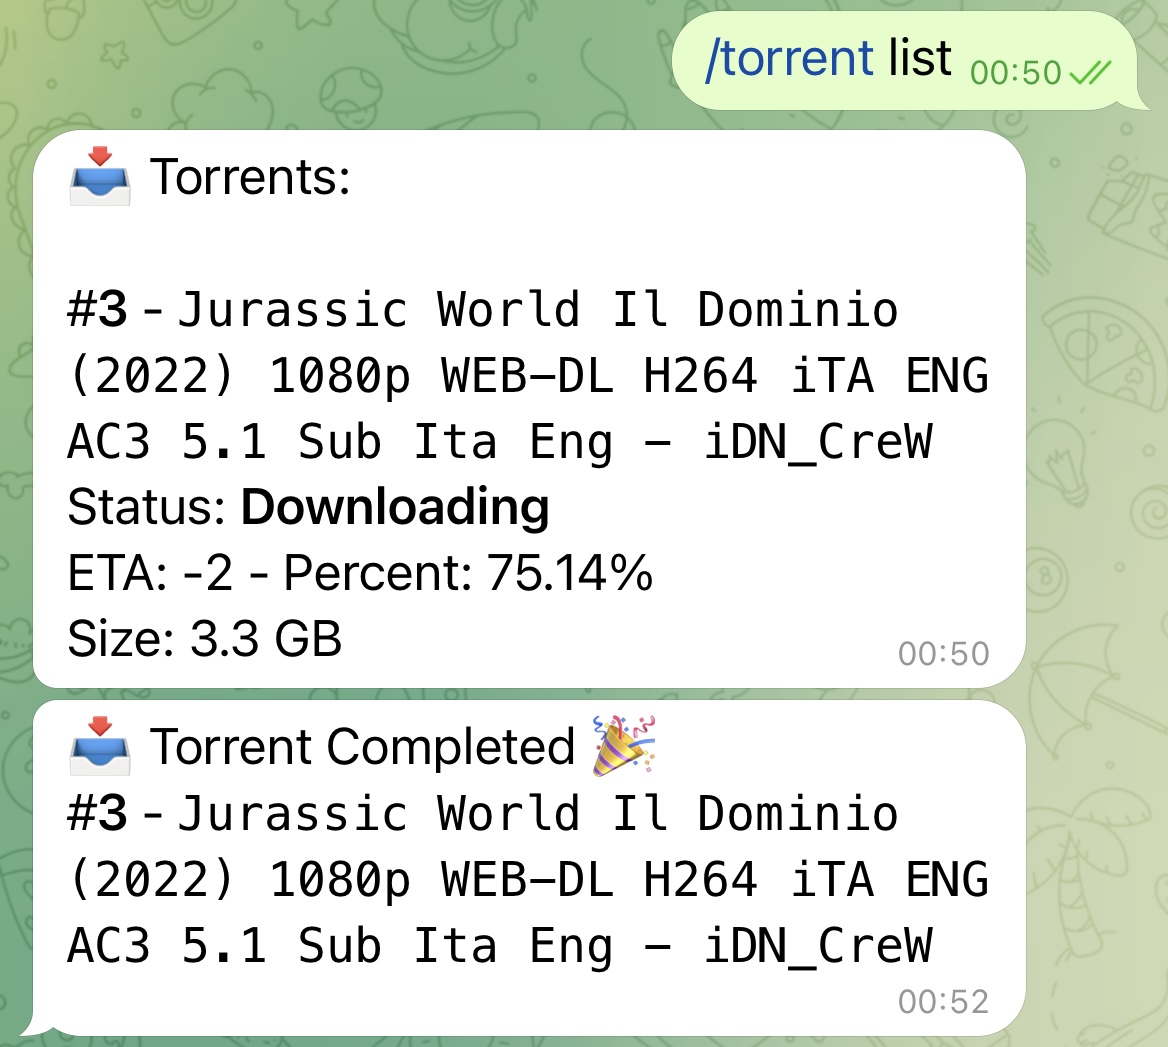 /torrent list 00:50
Torrents:
#3 - Jurassic World Il Dominio
(2022) 1080p WEB-DL H264 iTA ENG
AC3 5.1 Sub Ita Eng - iDN_CreW
Status: Downloading
ETA: -2 - Percent: 75.14%
Size: 3.3 GB
00:50
Torrent Completed 🎉
#3 - Jurassic World Il Dominio
(2022) 1080p WEB-DL H264 iTA ENG
AC3 5.1 Sub Ita Eng - iDN_CreW
00:52